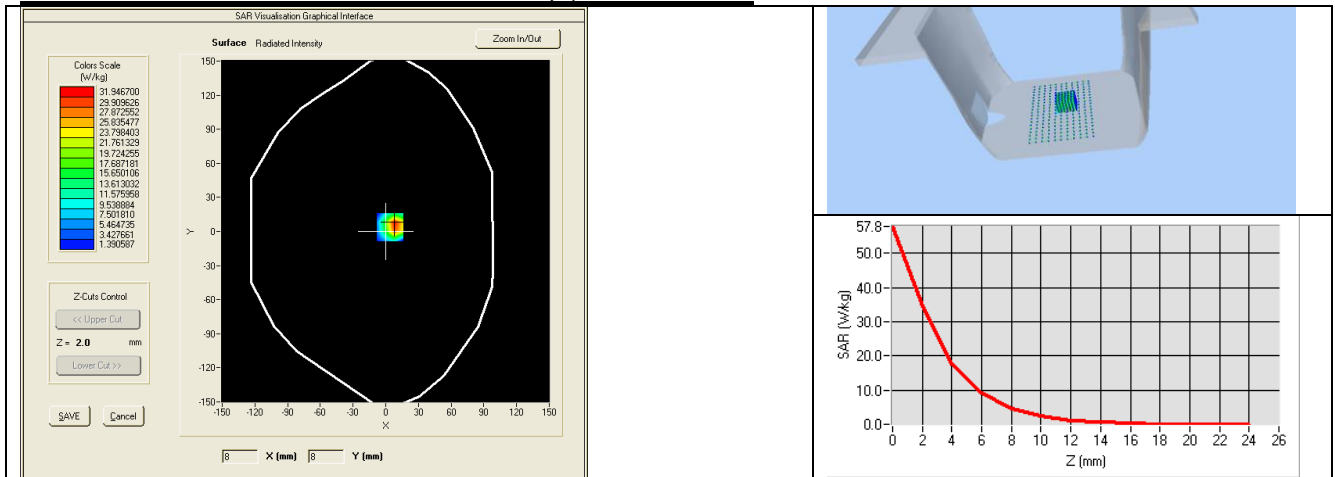 SAR Visualisation Graphical Interface
Surface Radiated Intensity
Zoom In/Out
Colors Scale
(W/kg)
31.946700
29.909626
27.872552
25.835477
23.798403
21.761329
19.724255
17.687181
15.650106
13.613032
11.575958
9.538884
7.501810
5.464735
3.427661
1.390587
Z-Cuts Control
<< Upper Cut
Z = 2.0 mm
Lower Cut >>
SAVE Cancel
150
120
90
60
30
Y 0
-30
-60
-90
-120
-150
-150 -120 -90 -60 -30 0 30 60 90 120 150
X
8 X (mm) 8 Y (mm)
57.8
50.0
40.0
30.0
20.0
10.0
0.0
SAR (W/kg)
0 2 4 6 8 10 12 14 16 18 20 22 24 26
Z (mm)